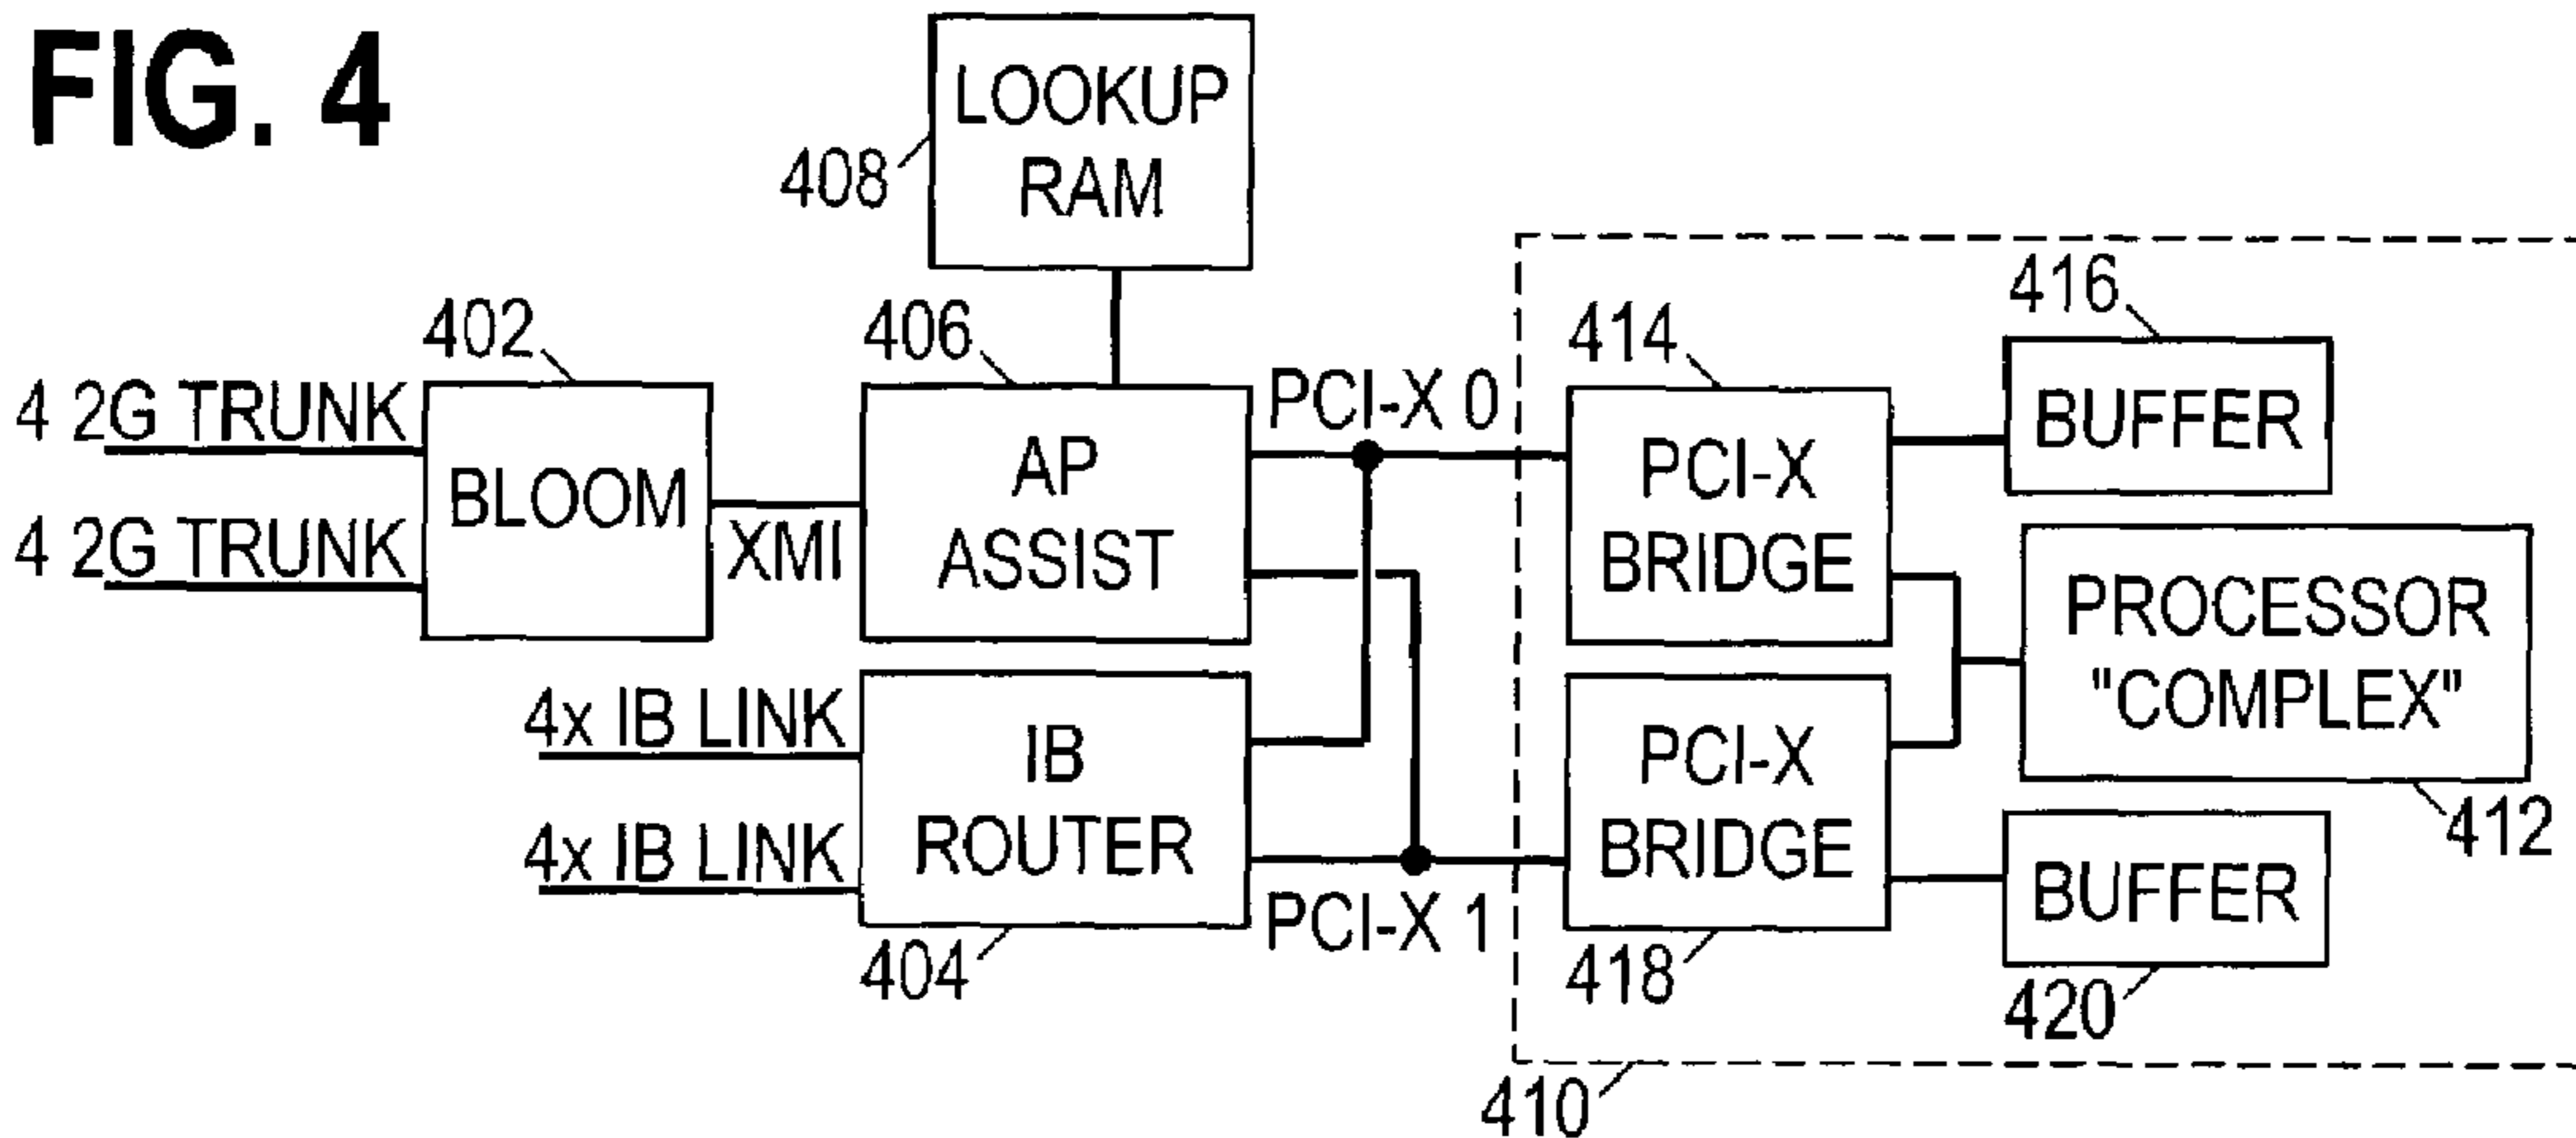 FIG. 4
LOOKUP
RAM
408
416
402
406
414
4 2G TRUNK
PCI-X 0
BUFFER
BLOOM
AP
ASSIST
PCI-X
BRIDGE
4 2G TRUNK
XMI
PROCESSOR
"COMPLEX"
4x IB LINK
IB
ROUTER
PCI-X
BRIDGE
412
4x IB LINK
BUFFER
PCI-X 1
404
418
420
410